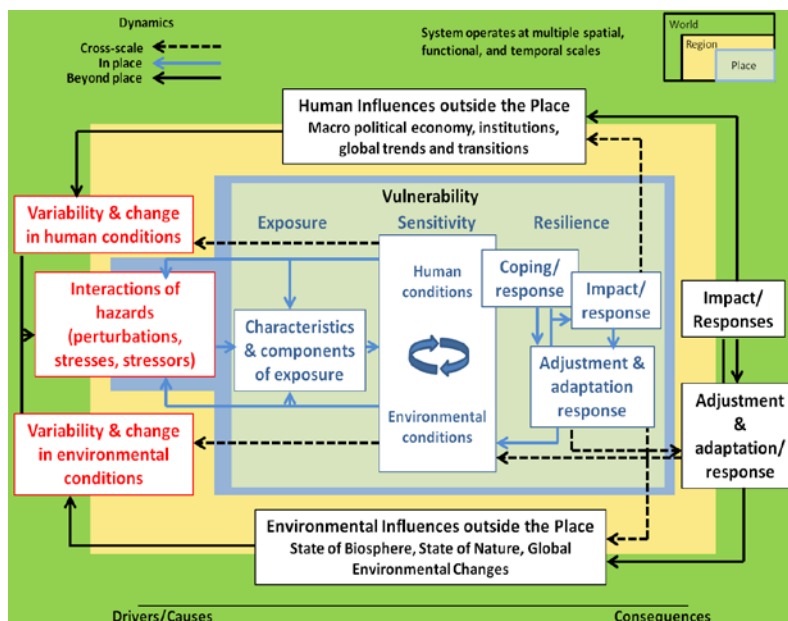 Dynamics
Cross-scale
In place
Beyond place
System operates at multiple spatial,
functional, and temporal scales
World
Region
Place
Human Influences outside the Place
Macro political economy, institutions,
global trends and transitions
Variability & change
in human conditions
Interactions of
hazards
(perturbations,
stresses, stressors)
Variability & change
in environmental
conditions
Vulnerability
Exposure
Sensitivity
Resilience
Characteristics
& components
of exposure
Human
conditions
Environmental
conditions
Coping/
response
Impact/
response
Adjustment &
adaptation
response
Impact/
Responses
Adjustment
&
adaptation/
response
Environmental Influences outside the Place
State of Biosphere, State of Nature, Global
Environmental Changes
Drivers/Causes
Consequences